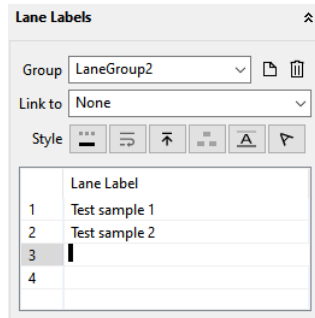 Lane Labels
Group LaneGroup2
Link to None
Style A A
Lane Label
1 Test sample 1
2 Test sample 2
3
4